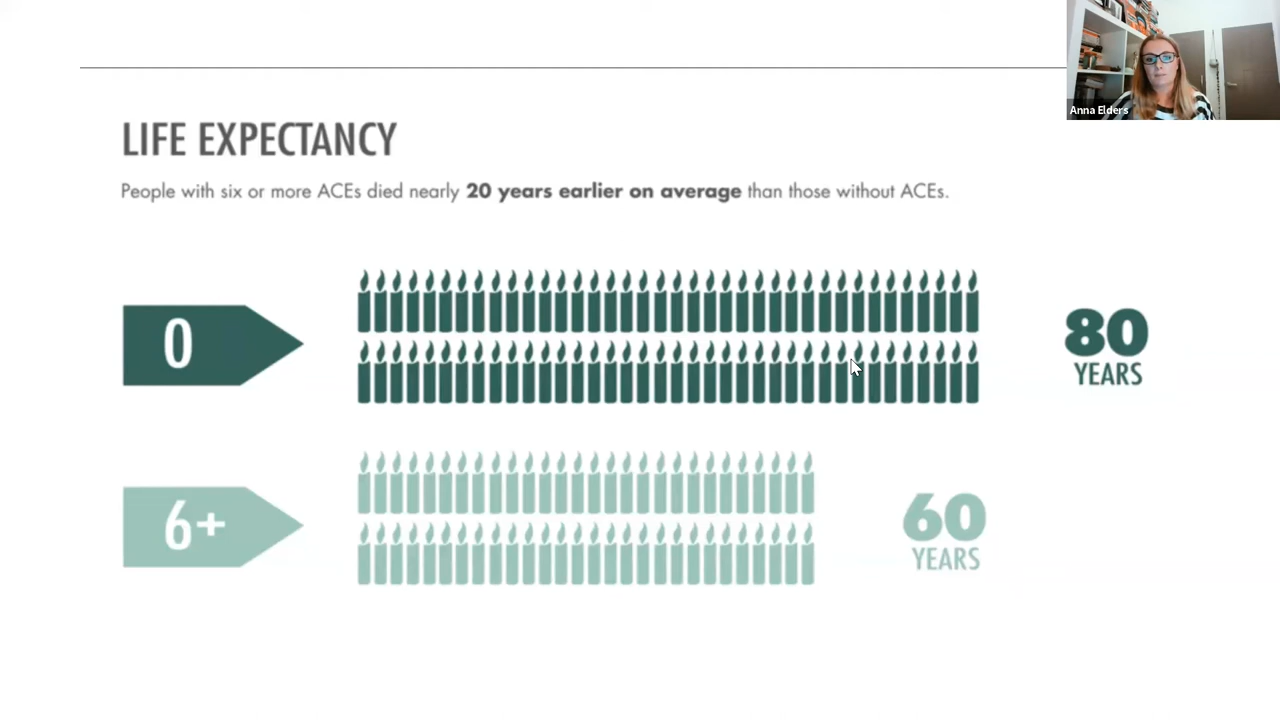 Anna Elders
LIFE EXPECTANCY
People with six or more ACEs died nearly 20 years earlier on average than those without ACEs.
0
80
YEARS
6+
60
YEARS